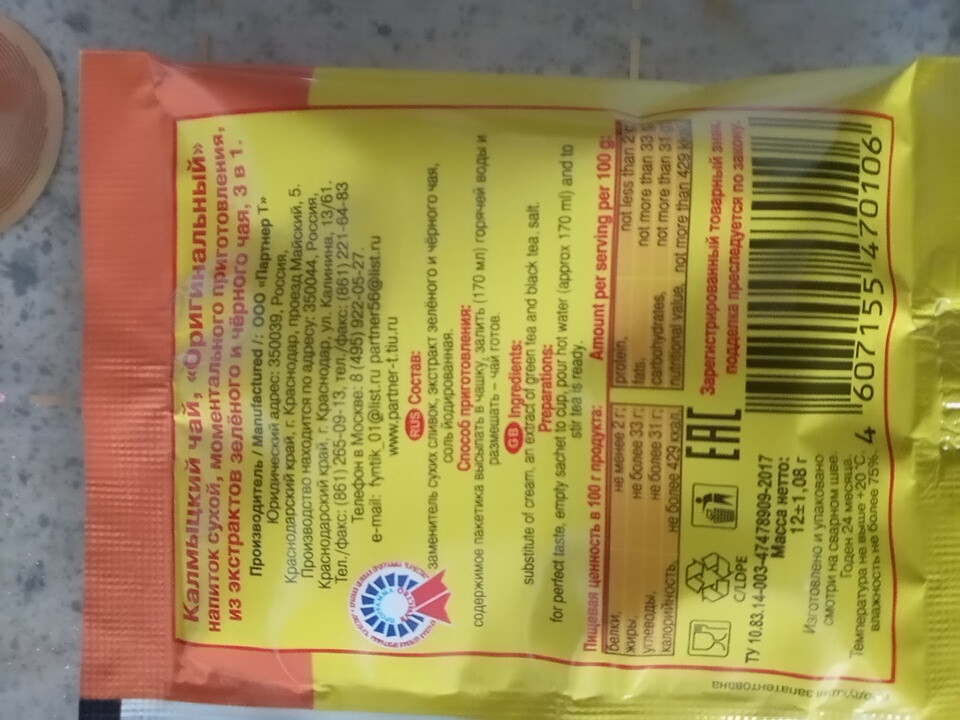 Калмыцкий чай, «Оригинальный»
напиток сухой, моментального приготовления,
из экстрактов зелёного и чёрного чая, 3 в 1.
Производитель / Manufactured /: ООО «Партнер Т»
Юридический адрес: 350039, Россия,
Краснодарский край, г. Краснодар, проезд Майский, 5.
Производство находится по адресу: 350044, Россия,
Краснодарский край, г. Краснодар, ул. Калинина, 13/61.
Тел./факс: (861) 265-09-13, тел./факс: (861) 221-64-83
Телефон в Москве: 8 (495) 922-05-27.
e-mail: fyntik_01@list.ru partner56@list.ru
www.partner-t.tiu.ru
RUS Состав:
заменитель сухих сливок, экстракт зелёного и чёрного чая,
соль йодированная.
Способ приготовления:
содержимое пакетика высыпать в чашку, залить (170 мл) горячей воды и
размешать – чай готов.
GB Ingredients:
substitute of cream, an extract of green tea and black tea, salt.
Preparations:
for perfect taste, empty sachet to cup, pour hot water (approx 170 ml) and to
stir tea is ready.
Пищевая ценность в 100 г продукта:
белки, не менее 2 г;
жиры, не более 33 г;
углеводы, не более 31 г;
калорийность, не более 429 ккал.
Amount per serving per 100 g:
protein, not less than 2 g
fats, not more than 33 g
carbohydrates, not more than 31 g
nutritional value, not more than 429 kcal
Зарегистрированный товарный знак,
подделка преследуется по закону.
C/LDPE
EAC
ТУ 10.83.14-003-47478909-2017
Масса нетто:
12±1,08 г
Изготовлено и упаковано
смотри на сварном шве.
Годен 24 месяца.
Температура не выше +20 °С,
влажность не более 75%.
4 607155 470106
запатентована